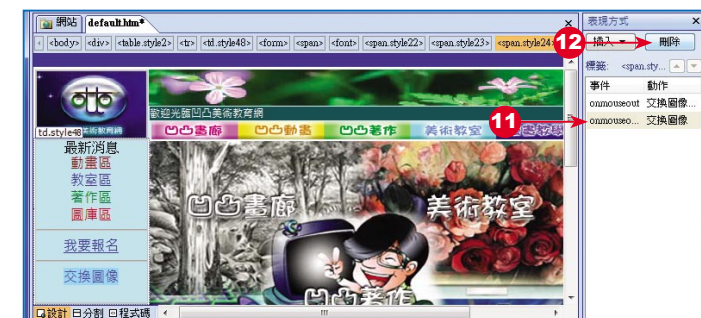 網站 default.htm*
<body> <div> <table.style2> <tr> <td.style48> <form> <span> <font> <span.style22> <span.style23> <span.style24>
表現方式
12
插入 刪除
標籤: <span.sty...
事件 動作
onmouseout 交換圖像...
11
onmouseo... 交換圖像
otto
td.style48 美術教育網
歡迎光臨凹凸美術教育網
凹凸畫廊 凹凸動畫 凹凸著作 美術教室
最新消息
動畫區
教室區
著作區
圖庫區
我要報名
交換圖像
凹凸畫廊 美術教室
凹凸著作
設計 分割 程式碼